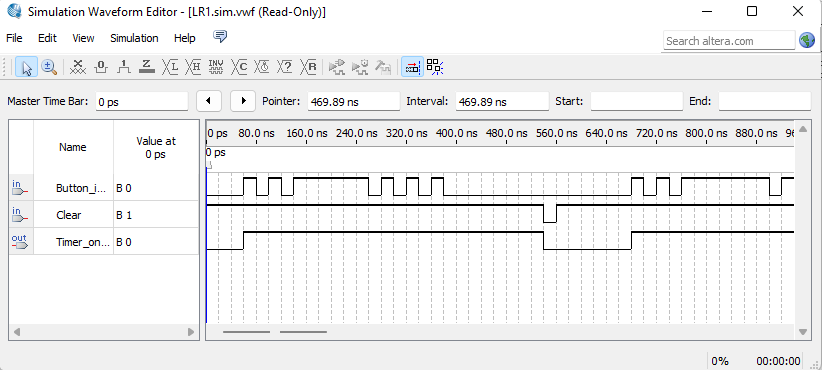 Simulation Waveform Editor - [LR1.sim.vwf (Read-Only)]
File Edit View Simulation Help
Search altera.com
Master Time Bar: 0 ps Pointer: 469.89 ns Interval: 469.89 ns Start: End:
Name Value at 0 ps
0 ps 80.0 ns 160.0 ns 240.0 ns 320.0 ns 400.0 ns 480.0 ns 560.0 ns 640.0 ns 720.0 ns 800.0 ns 880.0 ns 96
0 ps
in Button_i... B 0
in Clear B 1
out Timer_on... B 0
0% 00:00:00